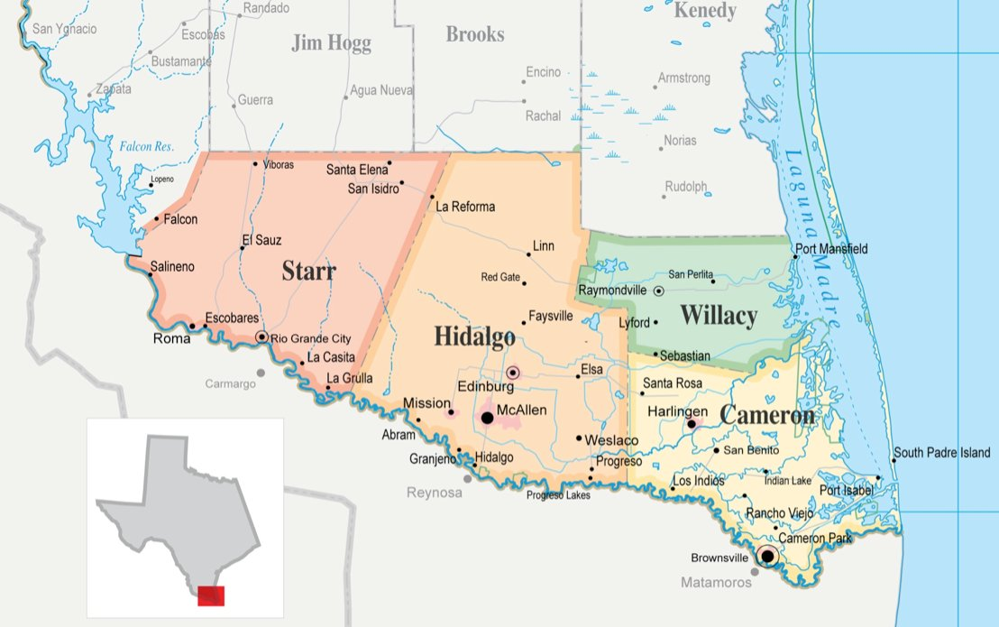 Randado
Kenedy
San Ygnacio
Escobas
Jim Hogg
Brooks
Bustamante
Encino
Armstrong
Zapata
Agua Nueva
Guerra
Rachal
Falcon Res.
Norias
Laguna Madre
Viboras
Santa Elena
Lopeno
San Isidro
Rudolph
La Reforma
Falcon
El Sauz
Linn
Port Mansfield
Salineno
Starr
Red Gate
San Perlita
Raymondville
Escobares
Faysville
Lyford
Willacy
Roma
Rio Grande City
Hidalgo
La Casita
Sebastian
Carmargo
La Grulla
Elsa
Edinburg
Santa Rosa
Mission
McAllen
Harlingen
Cameron
Abram
Weslaco
San Benito
Granjeno
Hidalgo
Progreso
South Padre Island
Los Indios
Indian Lake
Port Isabel
Reynosa
Progreso Lakes
Rancho Viejo
Cameron Park
Brownsville
Matamoros